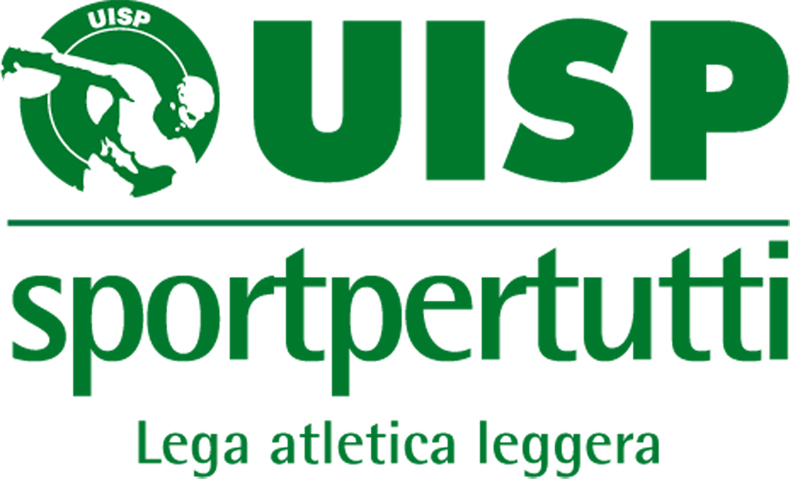 UISP
UISP
sportpertutti
Lega atletica leggera